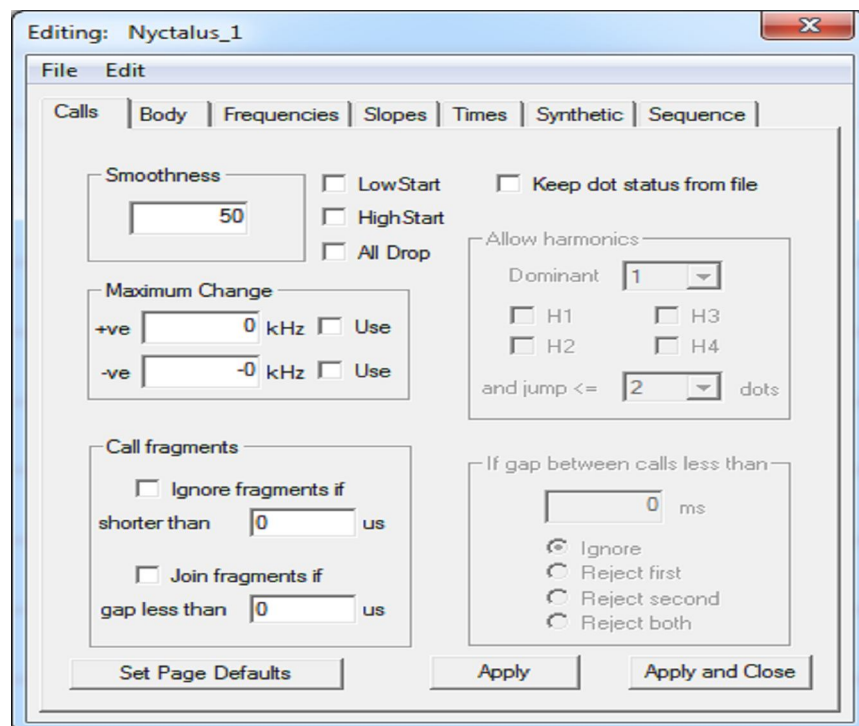 Editing: Nyctalus_1
File Edit
Calls Body Frequencies Slopes Times Synthetic Sequence
Smoothness
50
LowStart
HighStart
All Drop
Keep dot status from file
Maximum Change
+ve 0 kHz Use
-ve -0 kHz Use
Allow harmonics
Dominant 1
H1 H3
H2 H4
and jump <= 2 dots
Call fragments
Ignore fragments if
shorter than 0 us
Join fragments if
gap less than 0 us
If gap between calls less than
0 ms
Ignore
Reject first
Reject second
Reject both
Set Page Defaults Apply Apply and Close